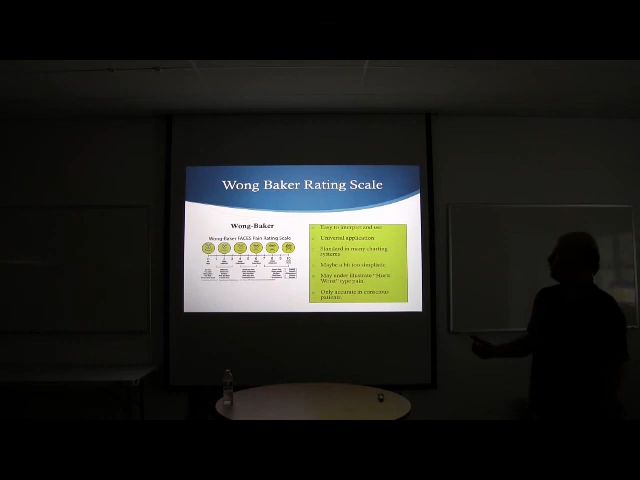 Wong Baker Rating Scale
Wong-Baker
Wong-Baker FACES Pain Rating Scale
Easy to interpret and use
Universal application
Standard in many charting
systems
Maybe a bit too simplistic
May under illustrate "Hurts
Worst" type pain.
Only accurate in conscious
patients.